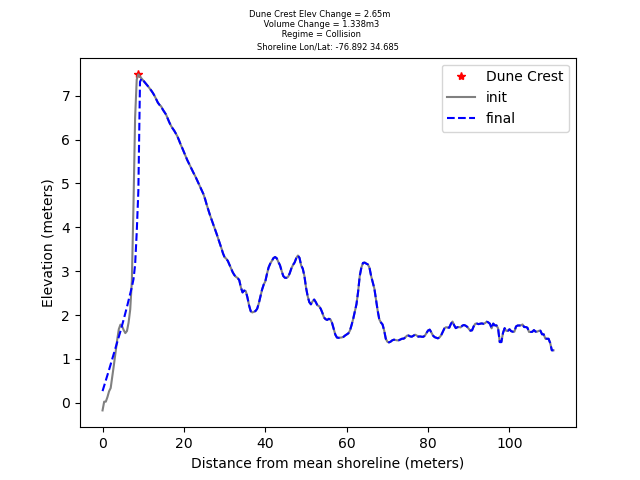 Dune Crest Elev Change = 2.65m
Volume Change = 1.338m3
Regime = Collision
Shoreline Lon/Lat: -76.892 34.685
Dune Crest
init
final
7
6
5
4
3
2
1
0
Elevation (meters)
0 20 40 60 80 100
Distance from mean shoreline (meters)